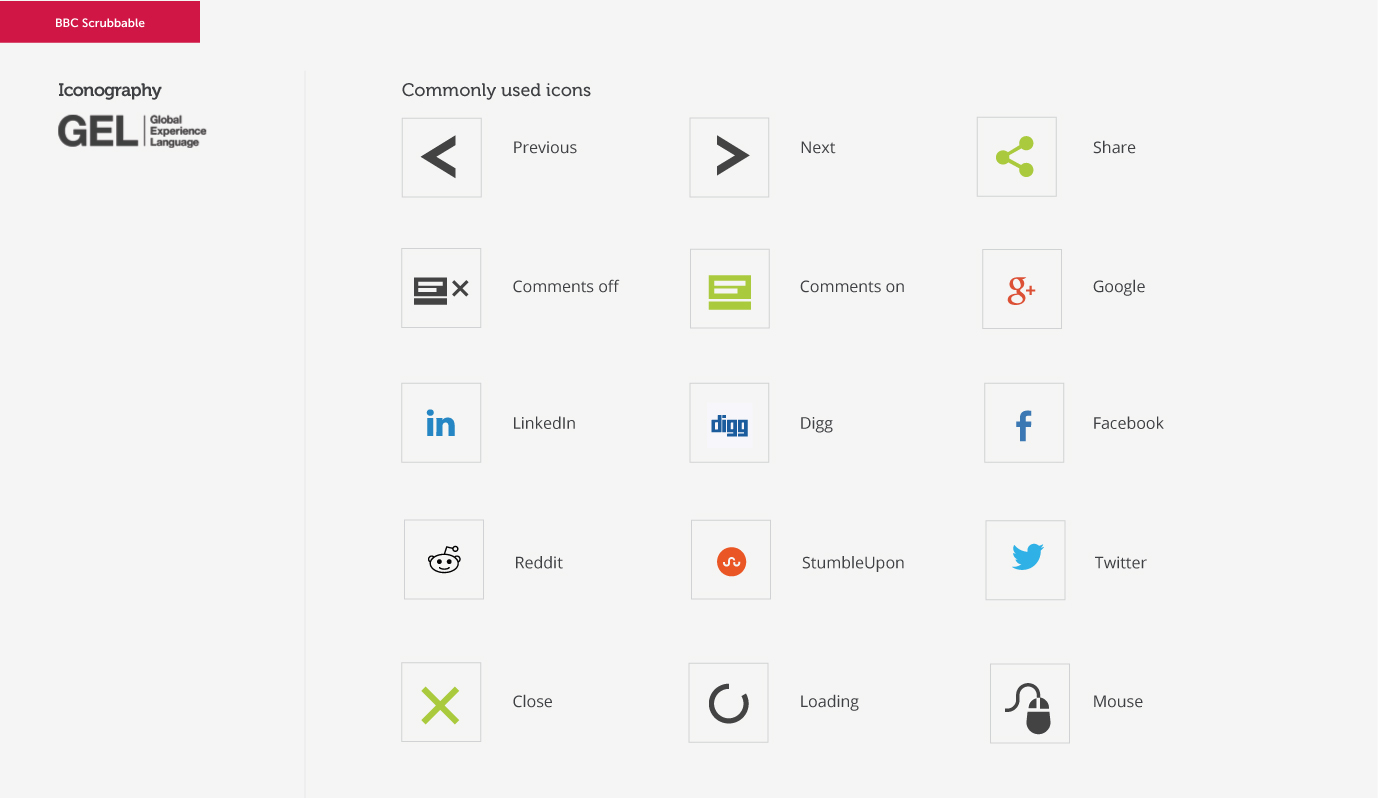 BBC Scrubbable
Iconography
GEL Global
Experience
Language
Commonly used icons
Previous
Next
Share
Comments off
Comments on
g+
Google
in
LinkedIn
digg
Digg
f
Facebook
Reddit
StumbleUpon
Twitter
Close
Loading
Mouse